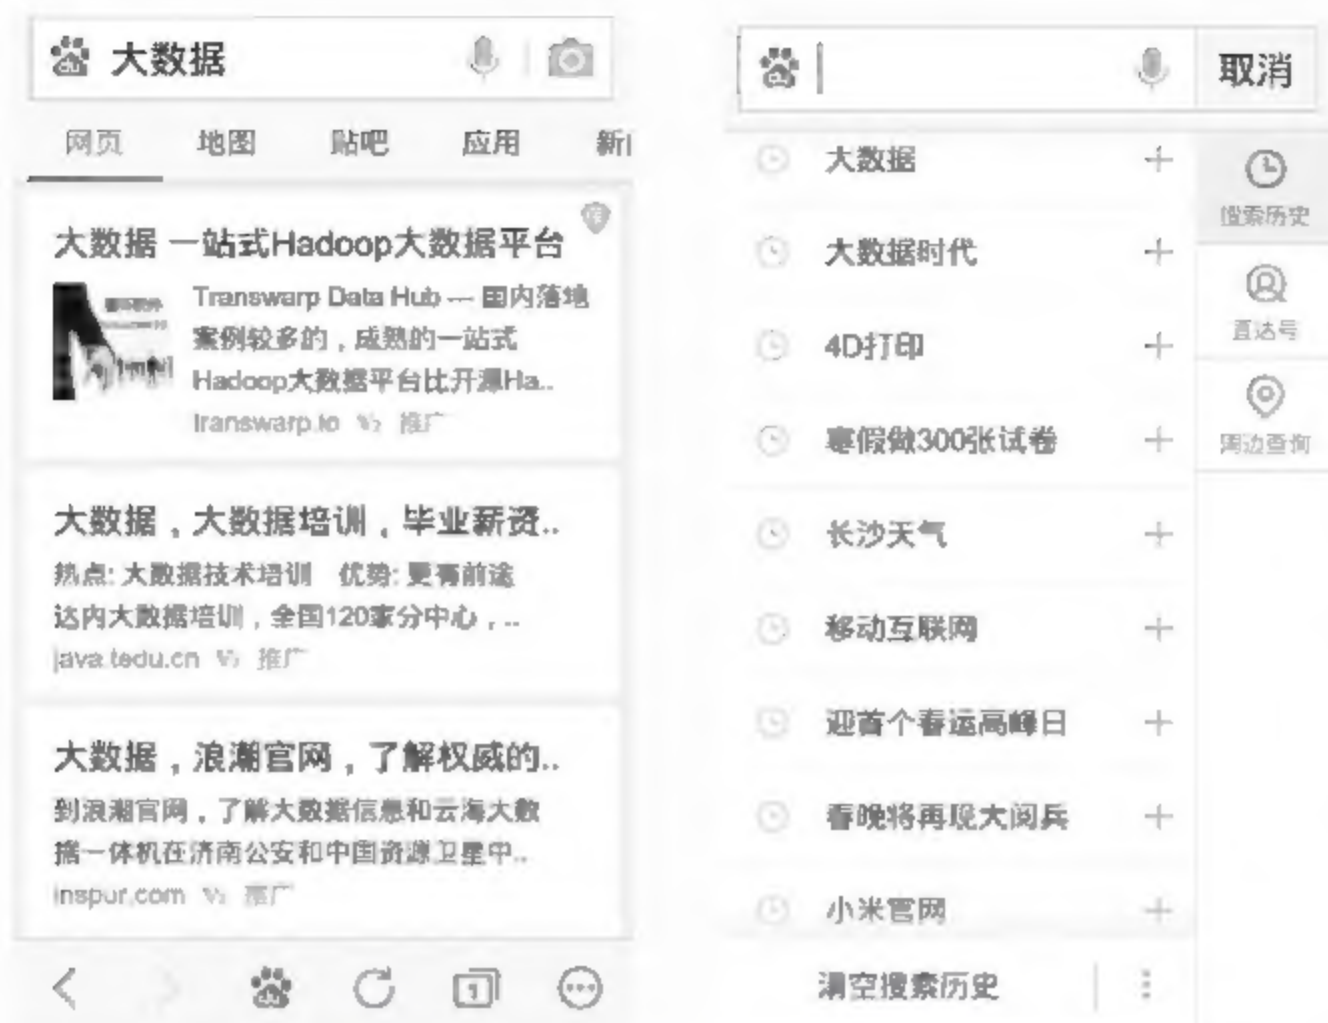 大数据
网页 地图 贴吧 应用
大数据 一站式Hadoop大数据平台
Transwarp Data Hub — 国内落地
案例较多的，成熟的一站式
Hadoop大数据平台比开源Ha..
transwarp.io V2 推广
大数据，大数据培训，毕业薪资..
热点: 大数据技术培训 优势: 更有前途
达内大数据培训，全国120家分中心，..
java.tedu.cn V3 推广
大数据，浪潮官网，了解权威的..
到浪潮官网，了解大数据信息和云海大数
据一体机在济南公安和中国资源卫星中..
inspur.com 推广
1
取消
大数据
大数据时代
4D打印
寒假做300张试卷
长沙天气
移动互联网
迎首个春运高峰日
春晚将再现大阅兵
小米官网
清空搜索历史
搜索历史
直达号
周边查询